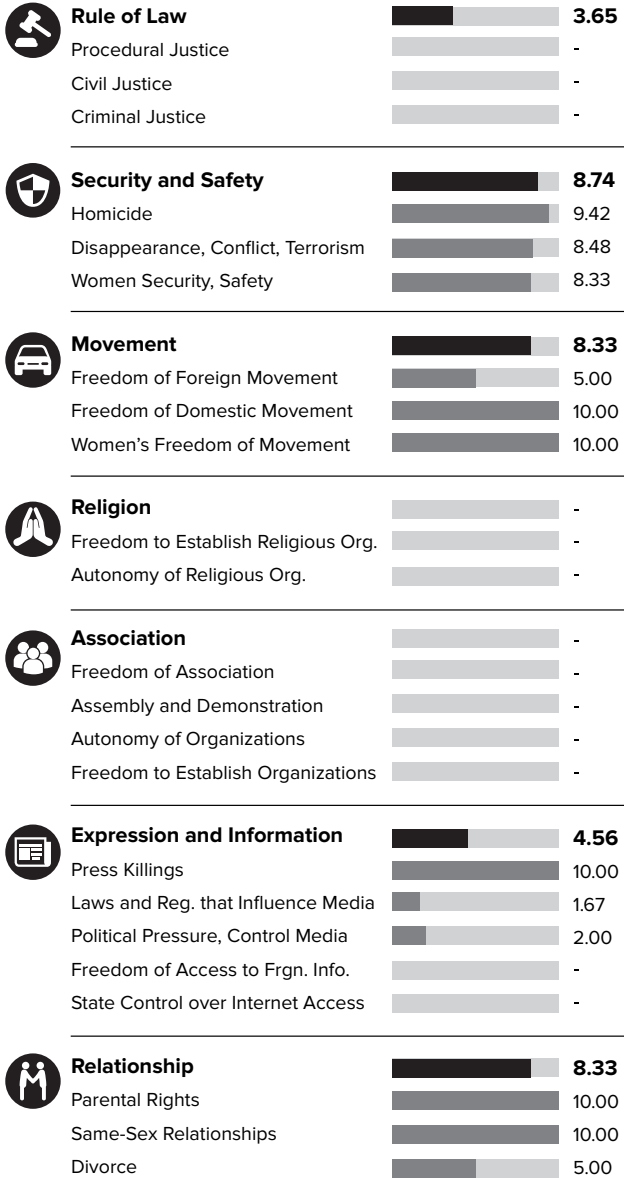 Rule of Law 3.65
Procedural Justice -
Civil Justice -
Criminal Justice -
Security and Safety 8.74
Homicide 9.42
Disappearance, Conflict, Terrorism 8.48
Women Security, Safety 8.33
Movement 8.33
Freedom of Foreign Movement 5.00
Freedom of Domestic Movement 10.00
Women's Freedom of Movement 10.00
Religion -
Freedom to Establish Religious Org. -
Autonomy of Religious Org. -
Association -
Freedom of Association -
Assembly and Demonstration -
Autonomy of Organizations -
Freedom to Establish Organizations -
Expression and Information 4.56
Press Killings 10.00
Laws and Reg. that Influence Media 1.67
Political Pressure, Control Media 2.00
Freedom of Access to Frgn. Info. -
State Control over Internet Access -
Relationship 8.33
Parental Rights 10.00
Same-Sex Relationships 10.00
Divorce 5.00